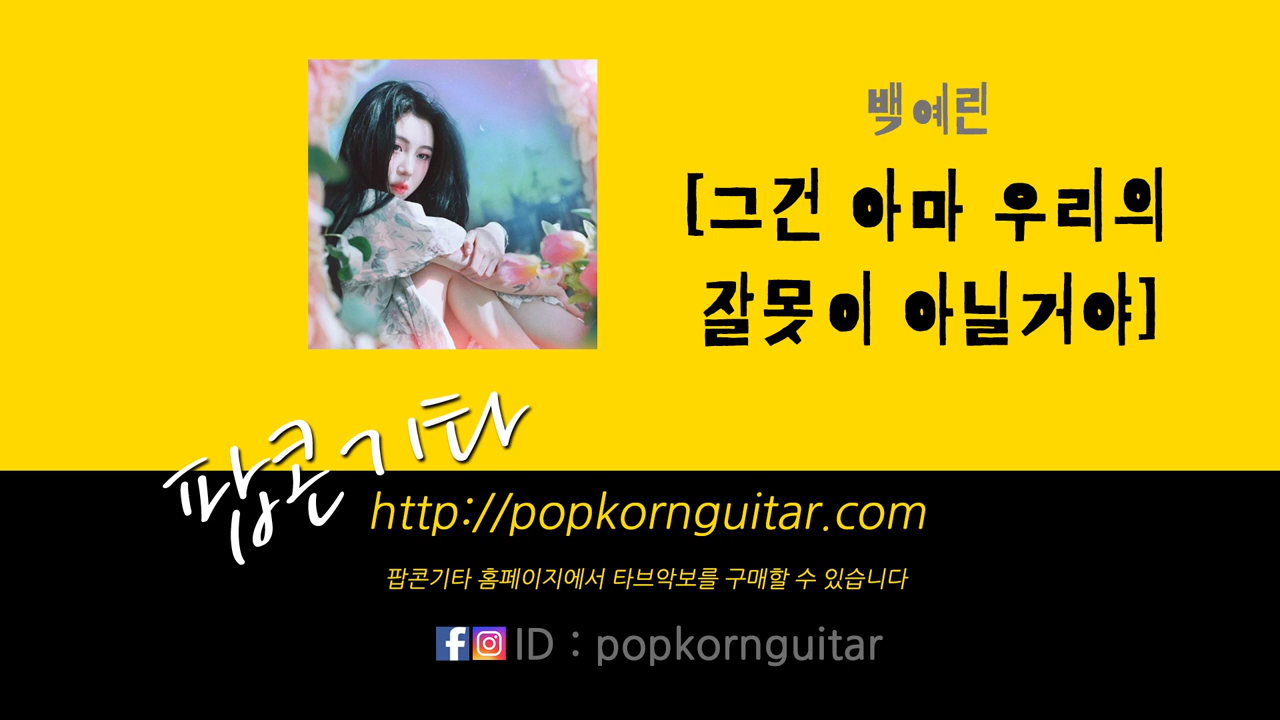 백예린
[그건 아마 우리의
잘못이 아닐거야]
팝콘기타
http://popkornguitar.com
팝콘기타 홈페이지에서 타브악보를 구매할 수 있습니다
ID : popkornguitar